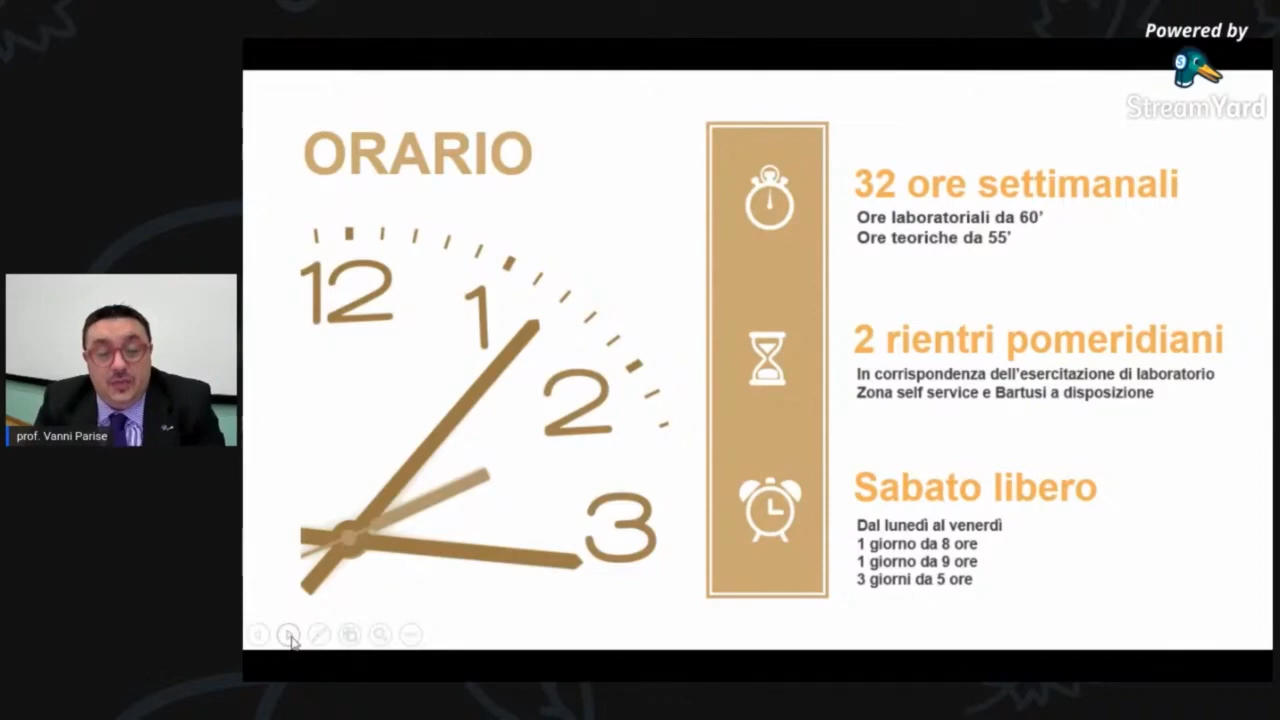 Powered by
StreamYard
ORARIO
12
1
2
3
32 ore settimanali
Ore laboratoriali da 60'
Ore teoriche da 55'
2 rientri pomeridiani
In corrispondenza dell'esercitazione di laboratorio
Zona self service e Bartusi a disposizione
Sabato libero
Dal lunedì al venerdì
1 giorno da 8 ore
1 giorno da 9 ore
3 giorni da 5 ore
prof. Vanni Parise